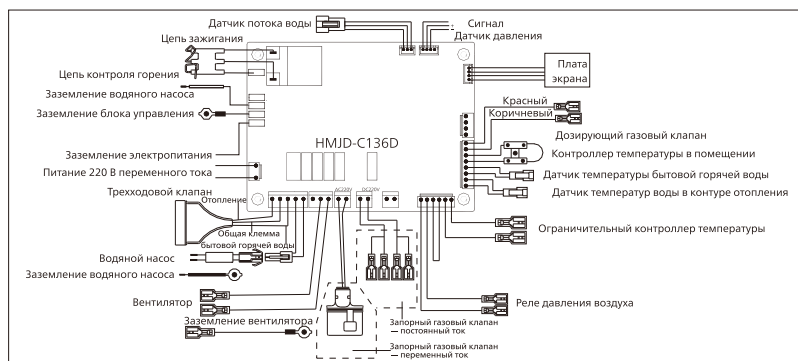 Датчик потока воды
Сигнал
Датчик давления
Цепь зажигания
Плата
экрана
Цепь контроля горения
Заземление водяного насоса
Заземление блока управления
Красный
Коричневый
HMJD-C136D
Дозирующий газовый клапан
Контроллер температуры в помещении
Заземление электропитания
Питание 220 В переменного тока
Датчик температуры бытовой горячей воды
Трехходовой клапан
Датчик температур воды в контуре отопления
AC220V
DC220V
Отопление
Общая клемма
бытовой горячей воды
Ограничительный контроллер температуры
Водяной насос
Заземление водяного насоса
Вентилятор
Реле давления воздуха
Заземление вентилятора
Запорный газовый клапан
— постоянный ток
Запорный газовый клапан
— переменный ток